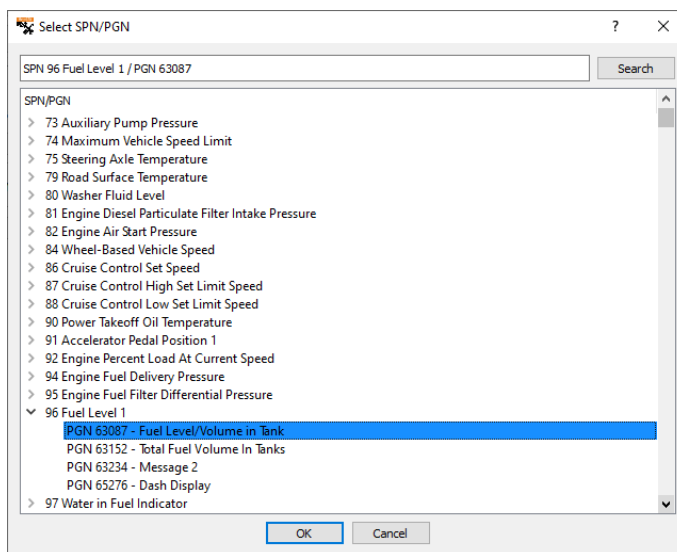 Select SPN/PGN
?
SPN 96 Fuel Level 1 / PGN 63087
Search
SPN/PGN
73 Auxiliary Pump Pressure
74 Maximum Vehicle Speed Limit
75 Steering Axle Temperature
79 Road Surface Temperature
80 Washer Fluid Level
81 Engine Diesel Particulate Filter Intake Pressure
82 Engine Air Start Pressure
84 Wheel-Based Vehicle Speed
86 Cruise Control Set Speed
87 Cruise Control High Set Limit Speed
88 Cruise Control Low Set Limit Speed
90 Power Takeoff Oil Temperature
91 Accelerator Pedal Position 1
92 Engine Percent Load At Current Speed
94 Engine Fuel Delivery Pressure
95 Engine Fuel Filter Differential Pressure
96 Fuel Level 1
PGN 63087 - Fuel Level/Volume in Tank
PGN 63152 - Total Fuel Volume In Tanks
PGN 63234 - Message 2
PGN 65276 - Dash Display
97 Water in Fuel Indicator
OK
Cancel